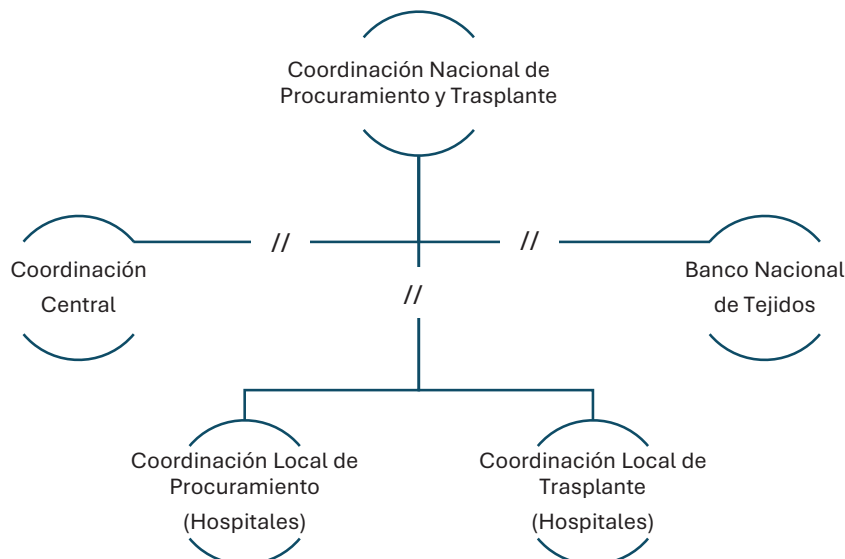 Coordinación Nacional de
Procuramiento y Trasplante
//
//
Coordinación
Central
Banco Nacional
de Tejidos
//
Coordinación Local de
Procuramiento
(Hospitales)
Coordinación Local de
Trasplante
(Hospitales)